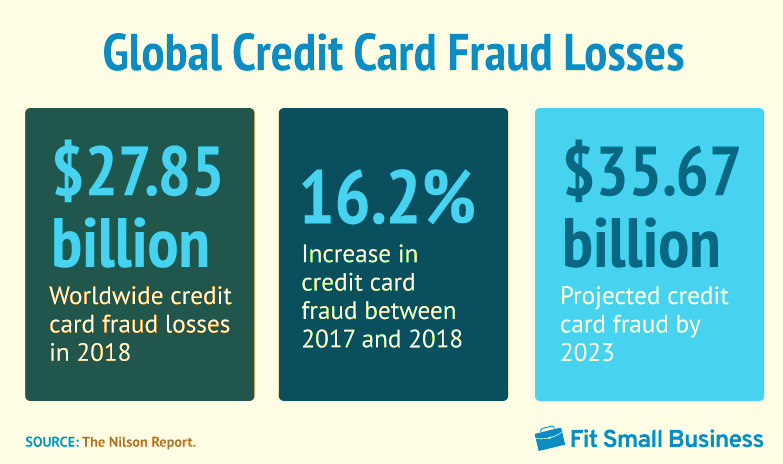 Global Credit Card Fraud Losses
$27.85
billion
Worldwide credit
card fraud losses
in 2018
16.2%
Increase in
credit card
fraud between
2017 and 2018
$35.67
billion
Projected credit
card fraud by
2023
SOURCE: The Nilson Report.
Fit Small Business